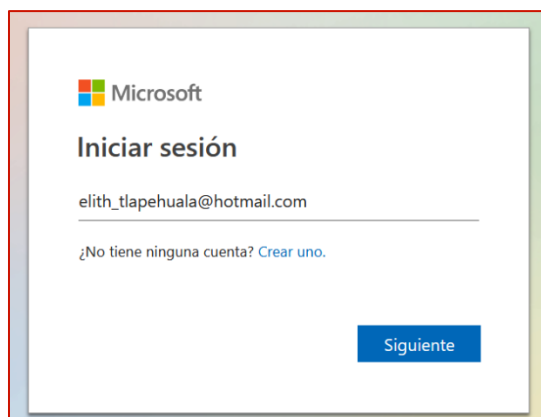 Microsoft
Iniciar sesión
elith_tlapehuala@hotmail.com
¿No tiene ninguna cuenta? Crear uno.
Siguiente